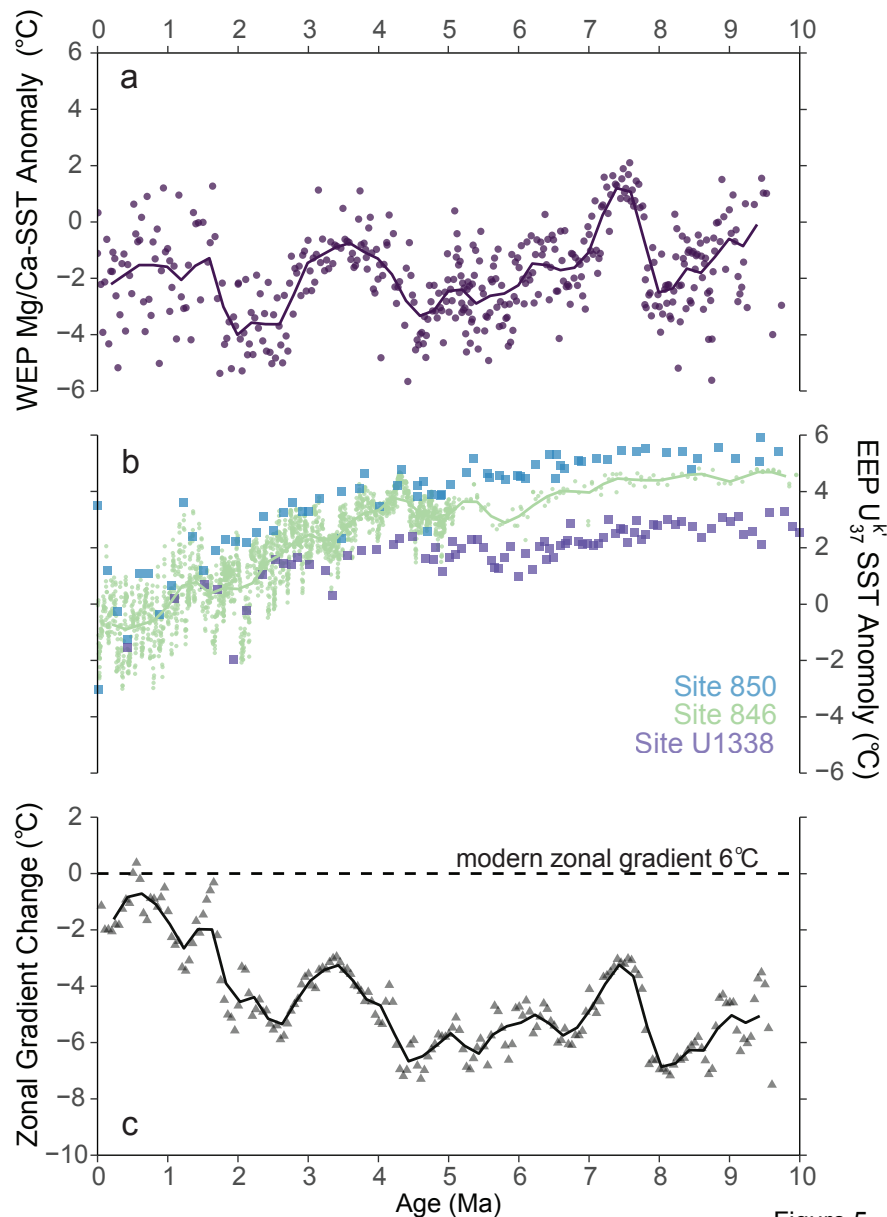 0 1 2 3 4 5 6 7 8 9 10
WEP Mg/Ca-SST Anomaly (°C)
a
6
4
2
0
−2
−4
−6
b
EEP U37k' SST Anomoly (°C)
6
4
2
0
−2
−4
−6
Site 850
Site 846
Site U1338
Zonal Gradient Change (°C)
2
0
−2
−4
−6
−8
−10
modern zonal gradient 6°C
c
0 1 2 3 4 5 6 7 8 9 10
Age (Ma)